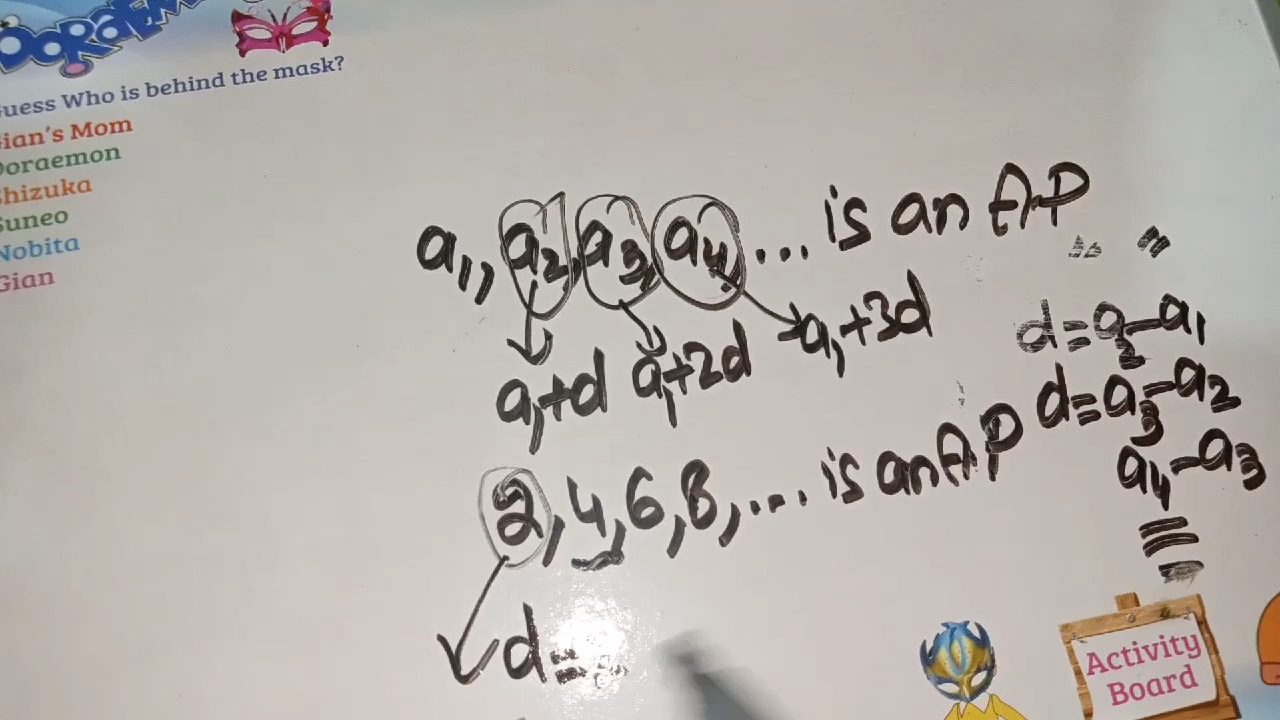 DORAEM
Guess Who is behind the mask?
Gian's Mom
Doraemon
Shizuka
Suneo
Nobita
Gian
a1, a2, a3, a4, ... is an A.P
a1+d a1+2d a1+3d
d=a2-a1
d=a3-a2
a4-a3
2, 4, 6, 8, ... is an A.P
d=
Activity
Board